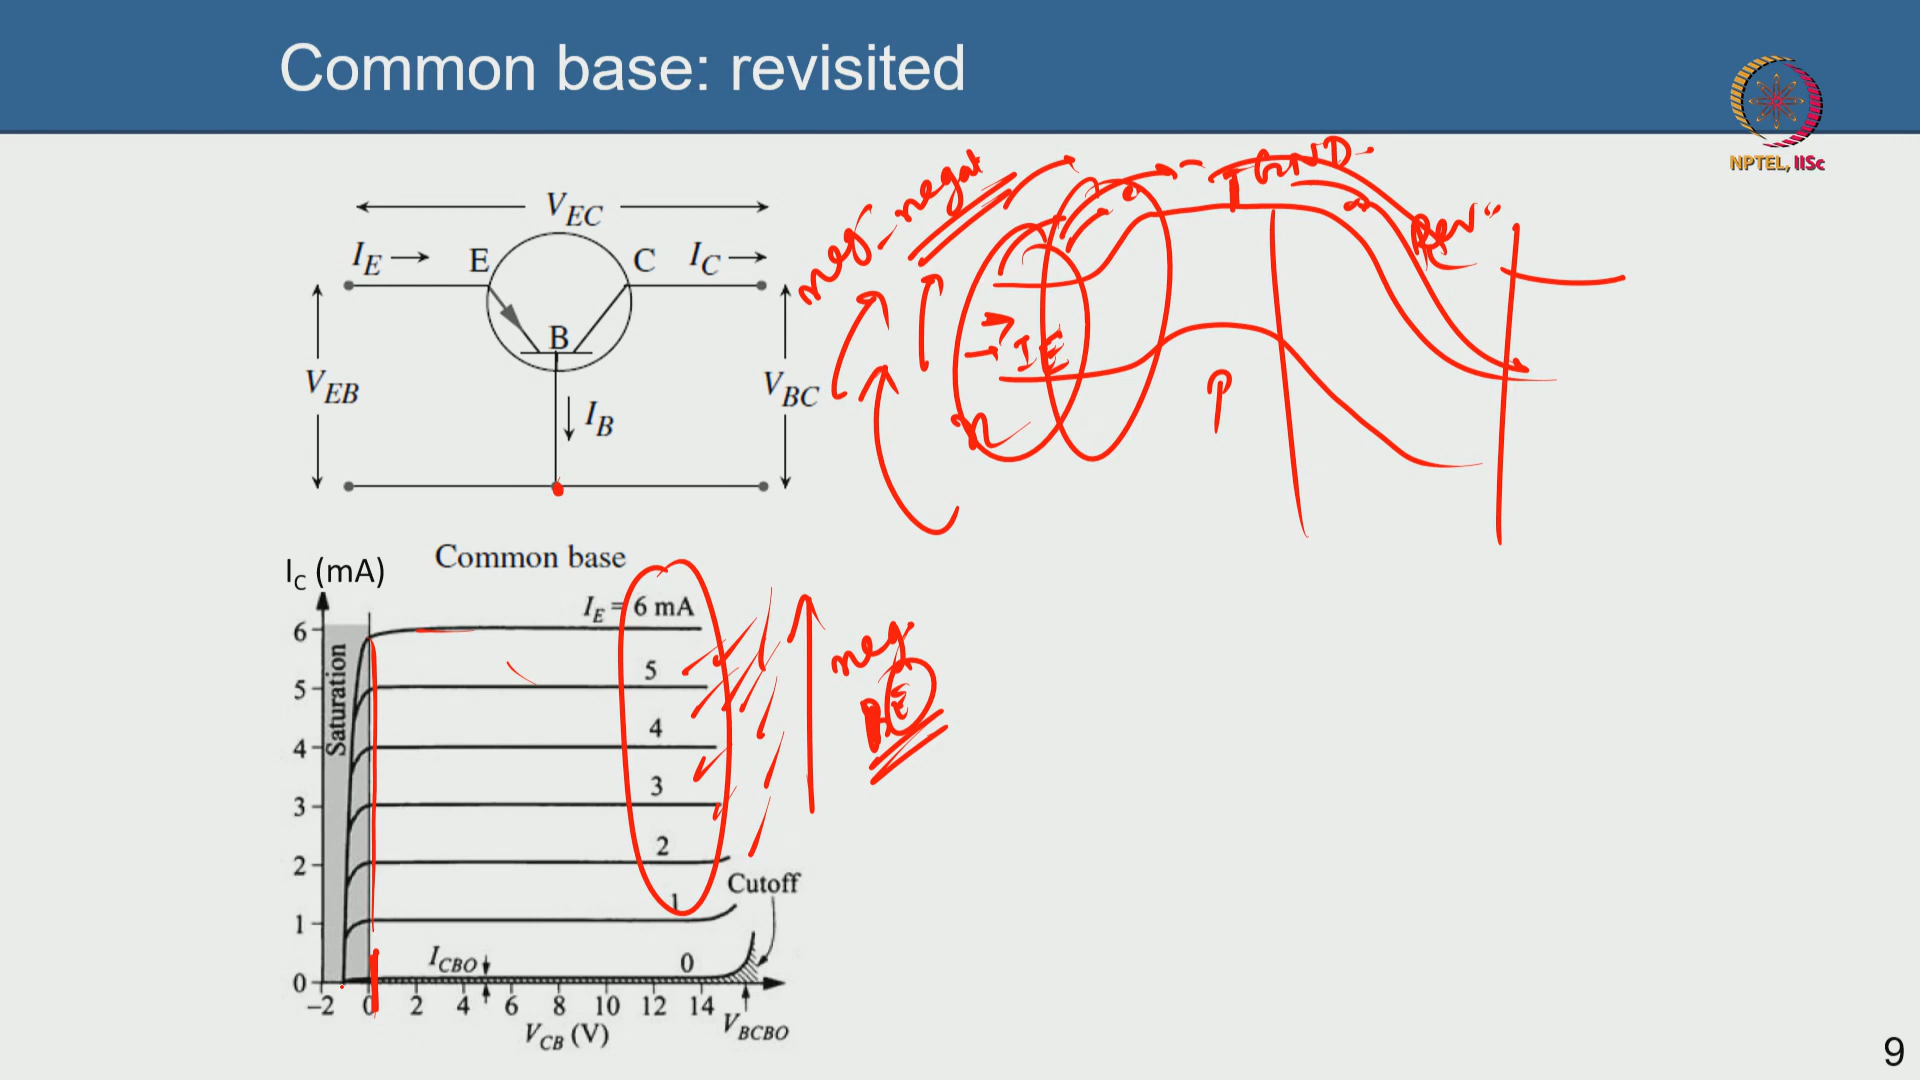 Common base: revisited
NPTEL, IISc
V_EC
I_E
E
C
I_C
B
V_EB
I_B
V_BC
neg. negat
GND
Rev
I_E
n
P
Common base
I_C (mA)
I_E = 6 mA
5
4
3
2
1
0
Saturation
6
5
4
3
2
1
0
neg
BE
Cutoff
I_CBO
-2 0 2 4 6 8 10 12 14
V_CB (V)
V_BCBO
9